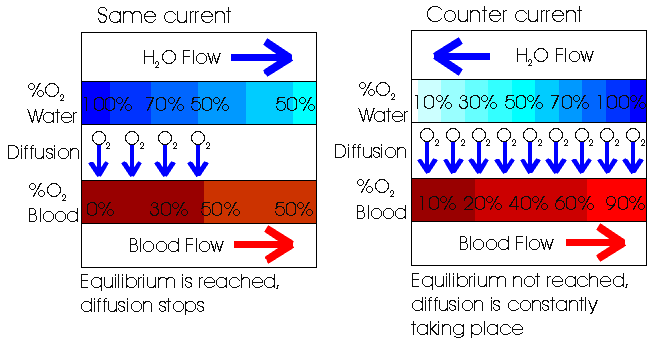 Same current
H₂O Flow
%O₂
Water
100% 70% 50% 50%
Diffusion
O₂ O₂ O₂ O₂
%O₂
Blood
0% 30% 50% 50%
Blood Flow
Equilibrium is reached,
diffusion stops
Counter current
H₂O Flow
%O₂
Water
10% 30% 50% 70% 100%
Diffusion
O₂ O₂ O₂ O₂ O₂ O₂ O₂ O₂ O₂
%O₂
Blood
10% 20% 40% 60% 90%
Blood Flow
Equilibrium not reached,
diffusion is constantly
taking place